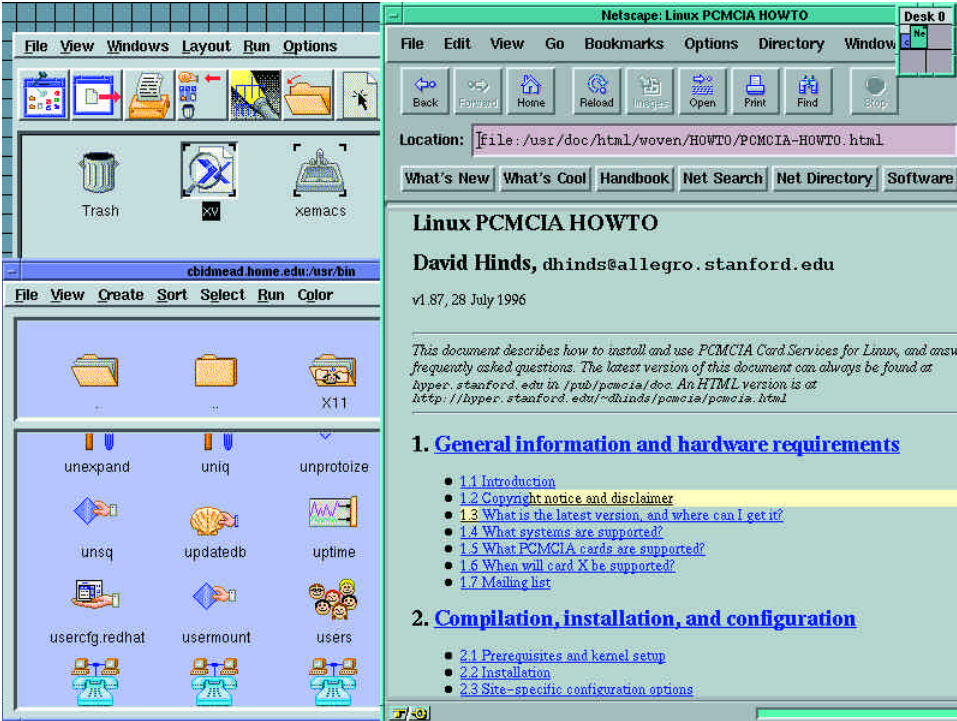 File View Windows Layout Run Options
Trash
xv
xemacs
cbidmead.home.edu:/usr/bin
File View Create Sort Select Run Color
.
..
X11
unexpand uniq unprotoize
unsq updatedb uptime
usercfg.redhat usermount users
Netscape: Linux PCMCIA HOWTO
Desk 0
Ne
File Edit View Go Bookmarks Options Directory Window
Back Forward Home Reload Images Open Print Find Stop
Location: file:/usr/doc/html/woven/HOWTO/PCMCIA-HOWTO.html
What's New What's Cool Handbook Net Search Net Directory Software
Linux PCMCIA HOWTO
David Hinds, dhinds@allegro.stanford.edu
v1.87, 28 July 1996
This document describes how to install and use PCMCIA Card Services for Linux, and answ
frequently asked questions. The latest version of this document can always be found at
hyper.stanford.edu in /pub/pcmcia/doc. An HTML version is at
http://hyper.stanford.edu/~dhinds/pcmcia/pcmcia.html
1. General information and hardware requirements
1.1 Introduction
1.2 Copyright notice and disclaimer
1.3 What is the latest version, and where can I get it?
1.4 What systems are supported?
1.5 What PCMCIA cards are supported?
1.6 When will card X be supported?
1.7 Mailing list
2. Compilation, installation, and configuration
2.1 Prerequisites and kernel setup
2.2 Installation
2.3 Site-specific configuration options